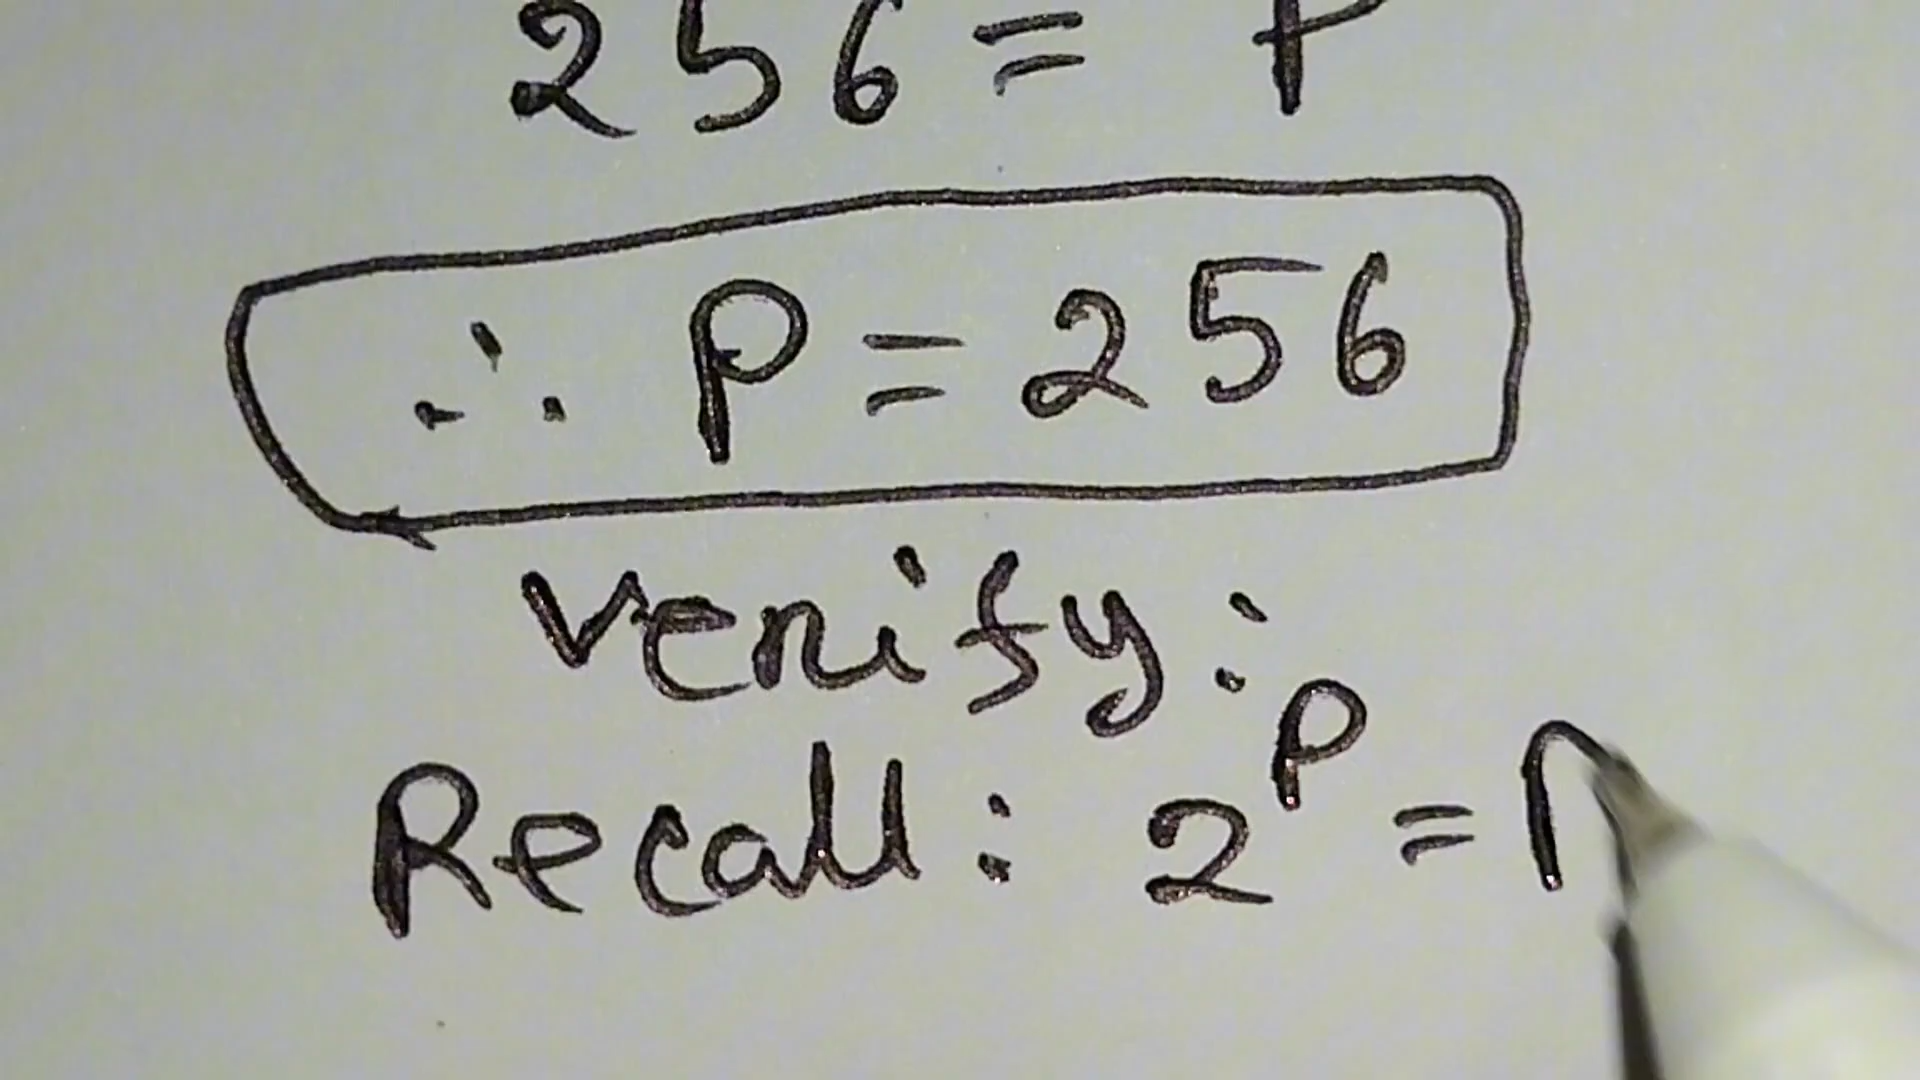 256 = P
∴ P = 256
Verify:
Recall: 2^P =